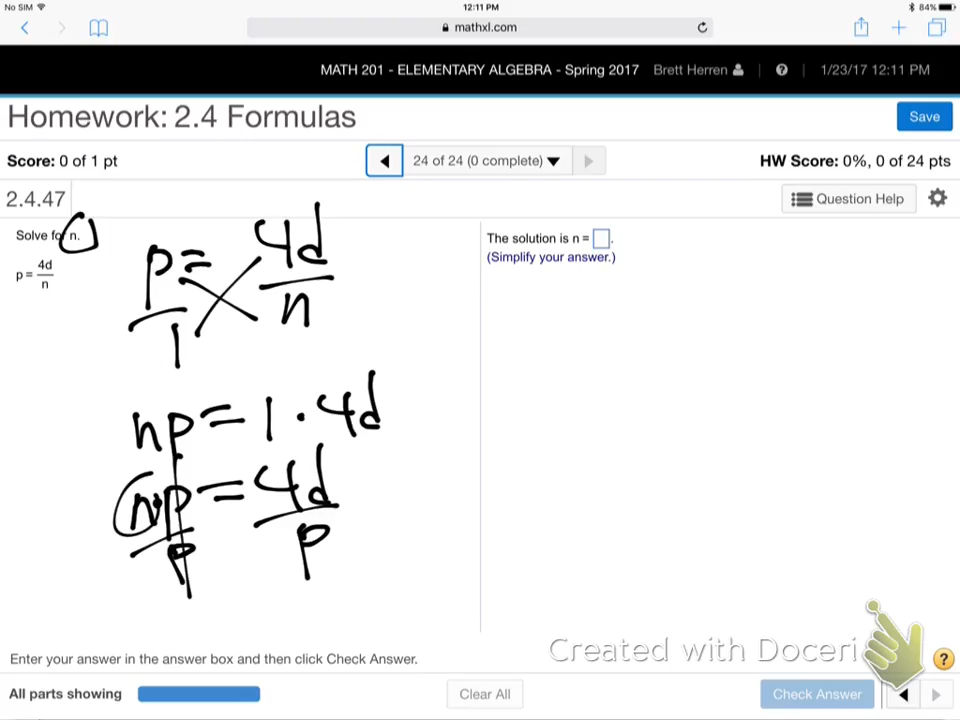 No SIM 12:11 PM 84%
mathxl.com
MATH 201 - ELEMENTARY ALGEBRA - Spring 2017 Brett Herren ? 1/23/17 12:11 PM
Homework: 2.4 Formulas Save
Score: 0 of 1 pt 24 of 24 (0 complete) HW Score: 0%, 0 of 24 pts
2.4.47 Question Help
Solve for n.
p = 4d/n
p/1 = 4d/n
np = 1 · 4d
n·p/p = 4d/p
The solution is n = .
(Simplify your answer.)
Created with Doceri
Enter your answer in the answer box and then click Check Answer. ?
All parts showing Clear All Check Answer